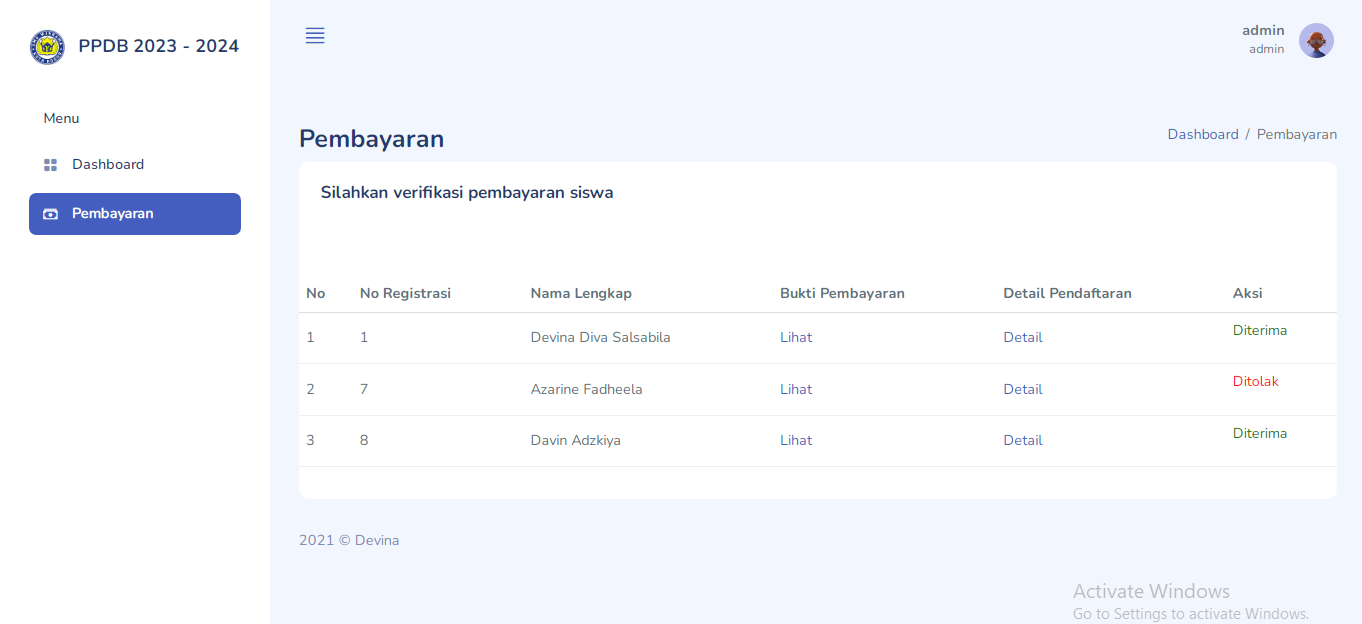 PPDB 2023 - 2024
admin
admin
Menu
Dashboard
Pembayaran
Pembayaran
Dashboard / Pembayaran
Silahkan verifikasi pembayaran siswa
No No Registrasi Nama Lengkap Bukti Pembayaran Detail Pendaftaran Aksi
1 1 Devina Diva Salsabila Lihat Detail Diterima
2 7 Azarine Fadheela Lihat Detail Ditolak
3 8 Davin Adzkiya Lihat Detail Diterima
2021 © Devina
Activate Windows
Go to Settings to activate Windows.